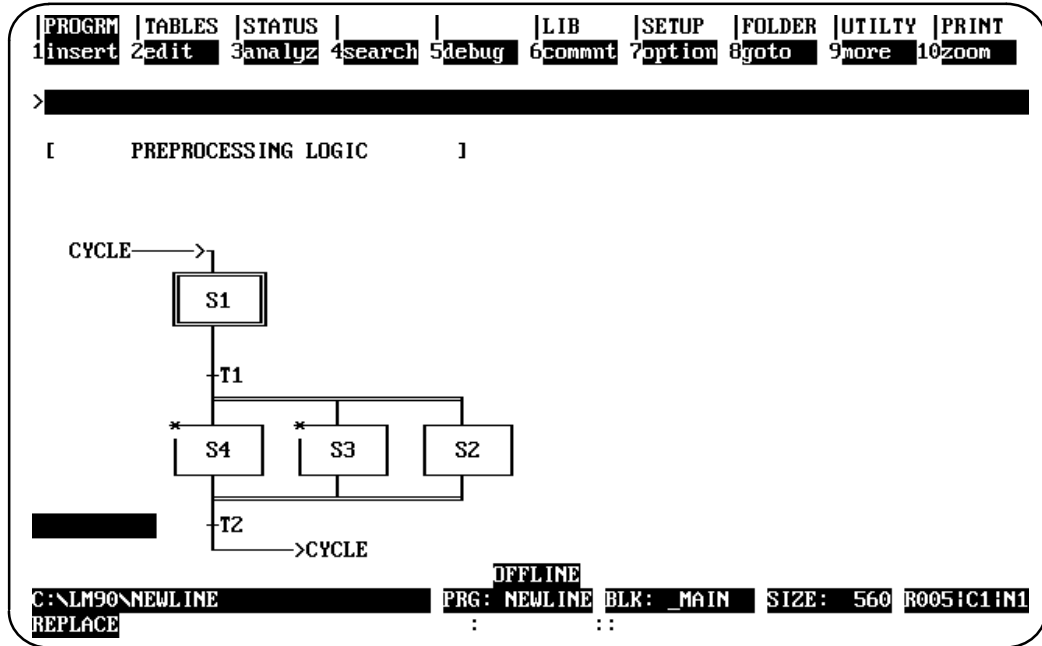 |PROGRM |TABLES |STATUS | | |LIB |SETUP |FOLDER |UTILTY |PRINT
1insert 2edit 3analyz 4search 5debug 6commnt 7option 8goto 9more 10zoom
>
[ PREPROCESSING LOGIC ]
CYCLE
S1
T1
S4 S3 S2
T2
>CYCLE
OFFLINE
C:\LM90\NEWLINE PRG: NEWLINE BLK: _MAIN SIZE: 560 R005|C1|N1
REPLACE : ::